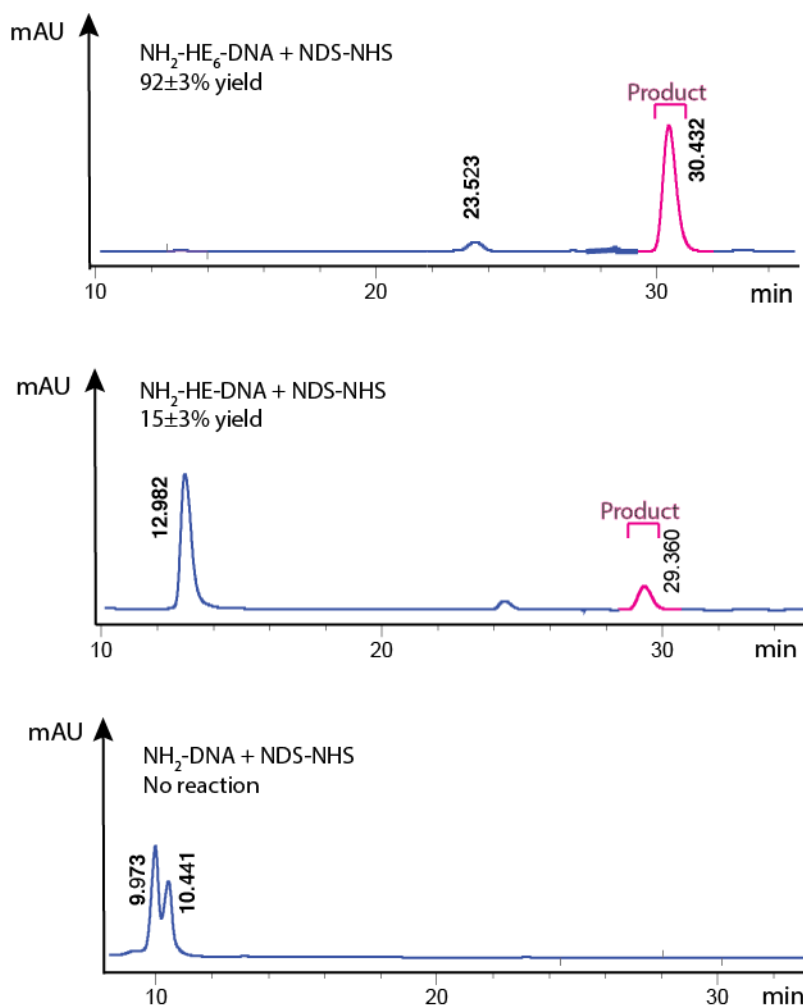 mAU
NH₂-HE₆-DNA + NDS-NHS
92±3% yield
Product
23.523
30.432
10
20
30
min
mAU
NH₂-HE-DNA + NDS-NHS
15±3% yield
12.982
Product
29.360
10
20
30
min
mAU
NH₂-DNA + NDS-NHS
No reaction
9.973
10.441
10
20
30
min